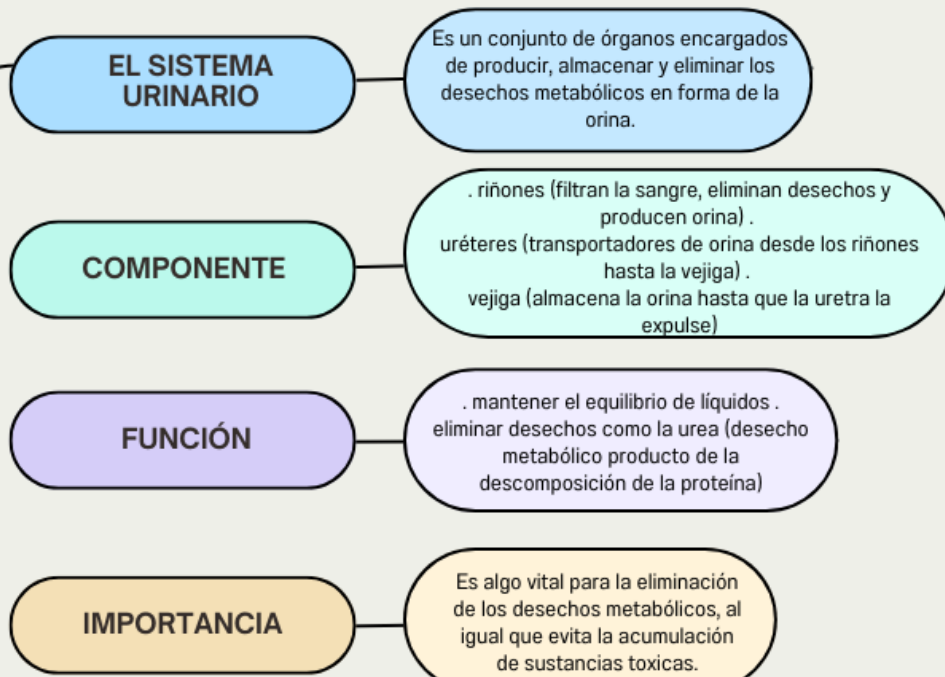 EL SISTEMA
URINARIO
Es un conjunto de órganos encargados
de producir, almacenar y eliminar los
desechos metabólicos en forma de la
orina.
COMPONENTE
. riñones (filtran la sangre, eliminan desechos y
producen orina) .
uréteres (transportadores de orina desde los riñones
hasta la vejiga) .
vejiga (almacena la orina hasta que la uretra la
expulse)
FUNCIÓN
. mantener el equilibrio de líquidos .
eliminar desechos como la urea (desecho
metabólico producto de la
descomposición de la proteína)
IMPORTANCIA
Es algo vital para la eliminación
de los desechos metabólicos, al
igual que evita la acumulación
de sustancias toxicas.